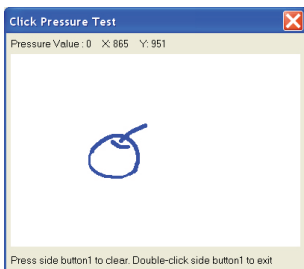 Click Pressure Test
Pressure Value : 0 X: 865 Y: 951
Press side button1 to clear. Double-click side button1 to exit